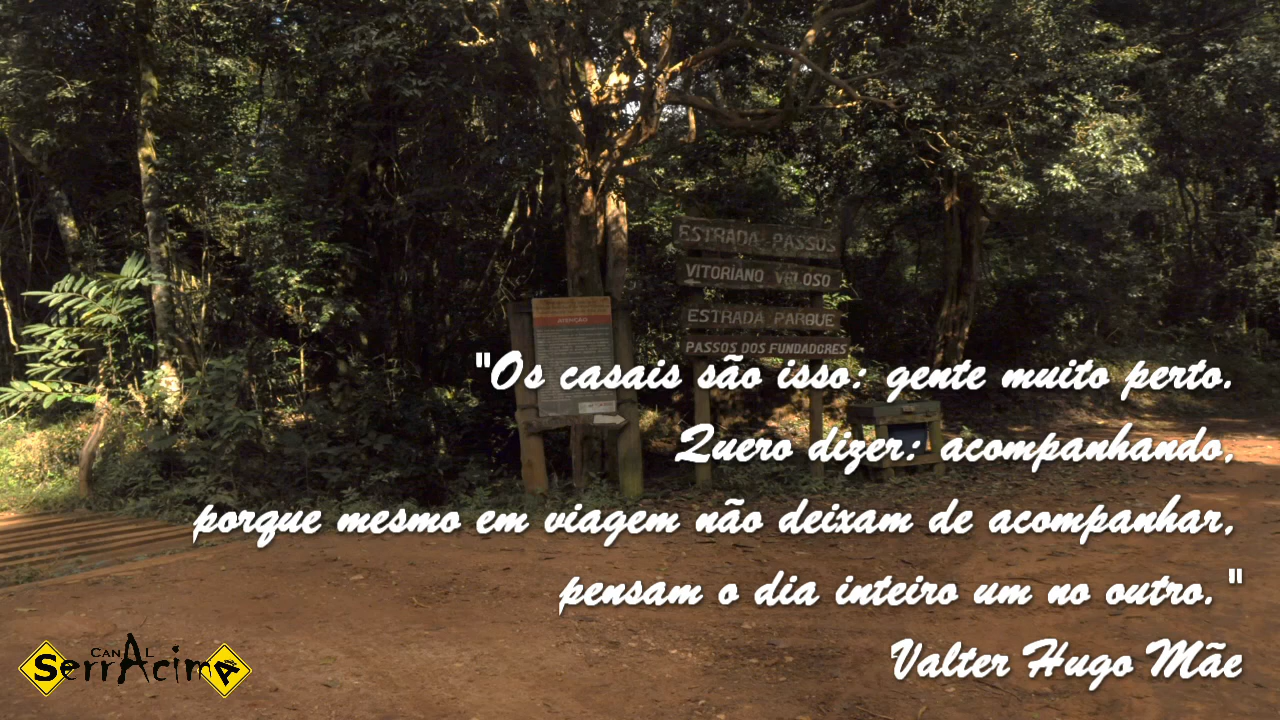 ESTRADA PASSOS
VITORIANO VELOSO
ESTRADA PARQUE
PASSOS DOS FUNDADORES
ATENÇÃO
"Os casais são isso: gente muito perto.
Quero dizer: acompanhando,
porque mesmo em viagem não deixam de acompanhar,
pensam o dia inteiro um no outro."
Valter Hugo Mãe
CANAL
SerrAcimA